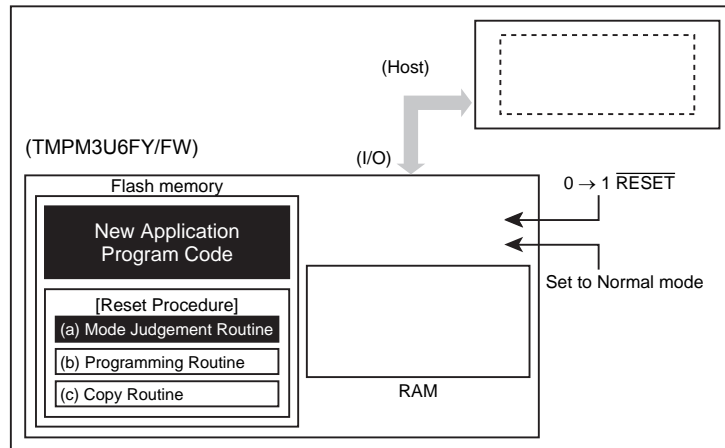 (Host)
(TMPM3U6FY/FW)
(I/O)
Flash memory
0 → 1 RESET
New Application
Program Code
Set to Normal mode
[Reset Procedure]
(a) Mode Judgement Routine
(b) Programming Routine
(c) Copy Routine
RAM